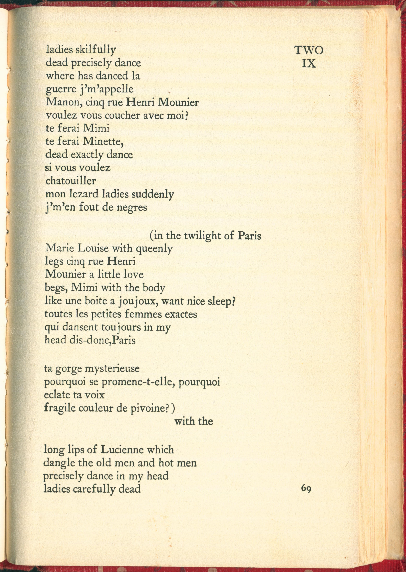 TWO
IX
ladies skilfully
dead precisely dance
where has danced la
guerre j'm'appelle
Manon, cinq rue Henri Mounier
voulez vous coucher avec moi?
te ferai Mimi
te ferai Minette,
dead exactly dance
si vous voulez
chatouiller
mon lezard ladies suddenly
j'm'en fout de negres
(in the twilight of Paris
Marie Louise with queenly
legs cinq rue Henri
Mounier a little love
begs, Mimi with the body
like une boite a joujoux, want nice sleep?
toutes les petites femmes exactes
qui dansent toujours in my
head dis-donc,Paris
ta gorge mysterieuse
pourquoi se promene-t-elle, pourquoi
eclate ta voix
fragile couleur de pivoine?)
with the
long lips of Lucienne which
dangle the old men and hot men
precisely dance in my head
ladies carefully dead
69